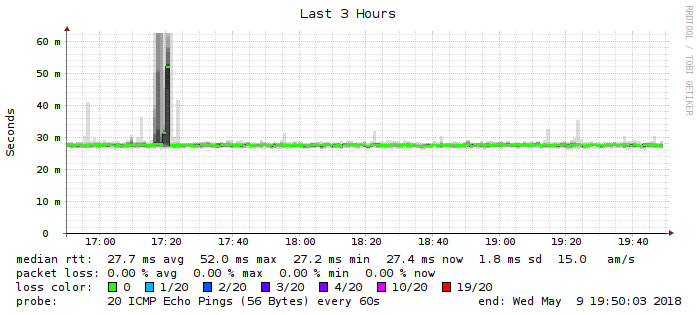 Last 3 Hours
RRDTOOL / TOBI OETIKER
Seconds
60 m
50 m
40 m
30 m
20 m
10 m
0
17:00 17:20 17:40 18:00 18:20 18:40 19:00 19:20 19:40
median rtt: 27.7 ms avg 52.0 ms max 27.2 ms min 27.4 ms now 1.8 ms sd 15.0 am/s
packet loss: 0.00 % avg 0.00 % max 0.00 % min 0.00 % now
loss color: 0 1/20 2/20 3/20 4/20 10/20 19/20
probe: 20 ICMP Echo Pings (56 Bytes) every 60s end: Wed May 9 19:50:03 2018